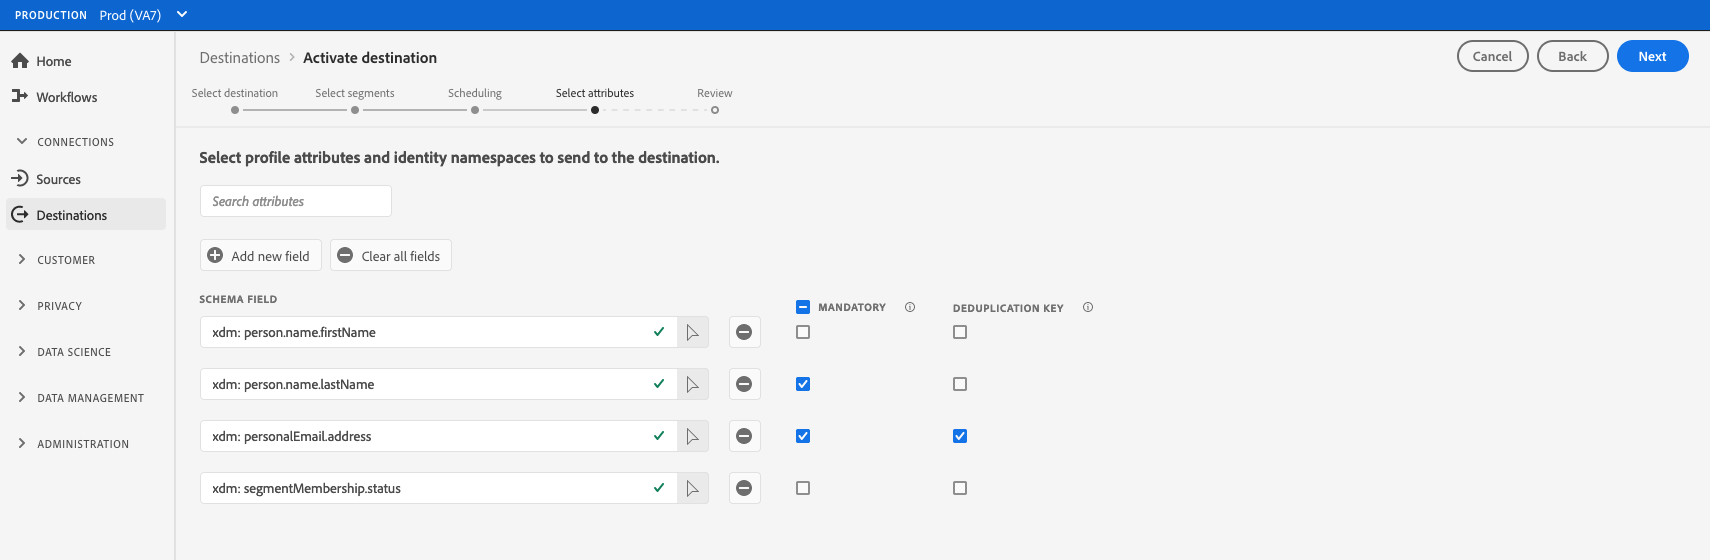 PRODUCTION Prod (VA7)
Home
Workflows
CONNECTIONS
Sources
Destinations
CUSTOMER
PRIVACY
DATA SCIENCE
DATA MANAGEMENT
ADMINISTRATION
Destinations > Activate destination
Cancel Back Next
Select destination Select segments Scheduling Select attributes Review
Select profile attributes and identity namespaces to send to the destination.
Search attributes
Add new field Clear all fields
SCHEMA FIELD MANDATORY DEDUPLICATION KEY
xdm: person.name.firstName
xdm: person.name.lastName
xdm: personalEmail.address
xdm: segmentMembership.status